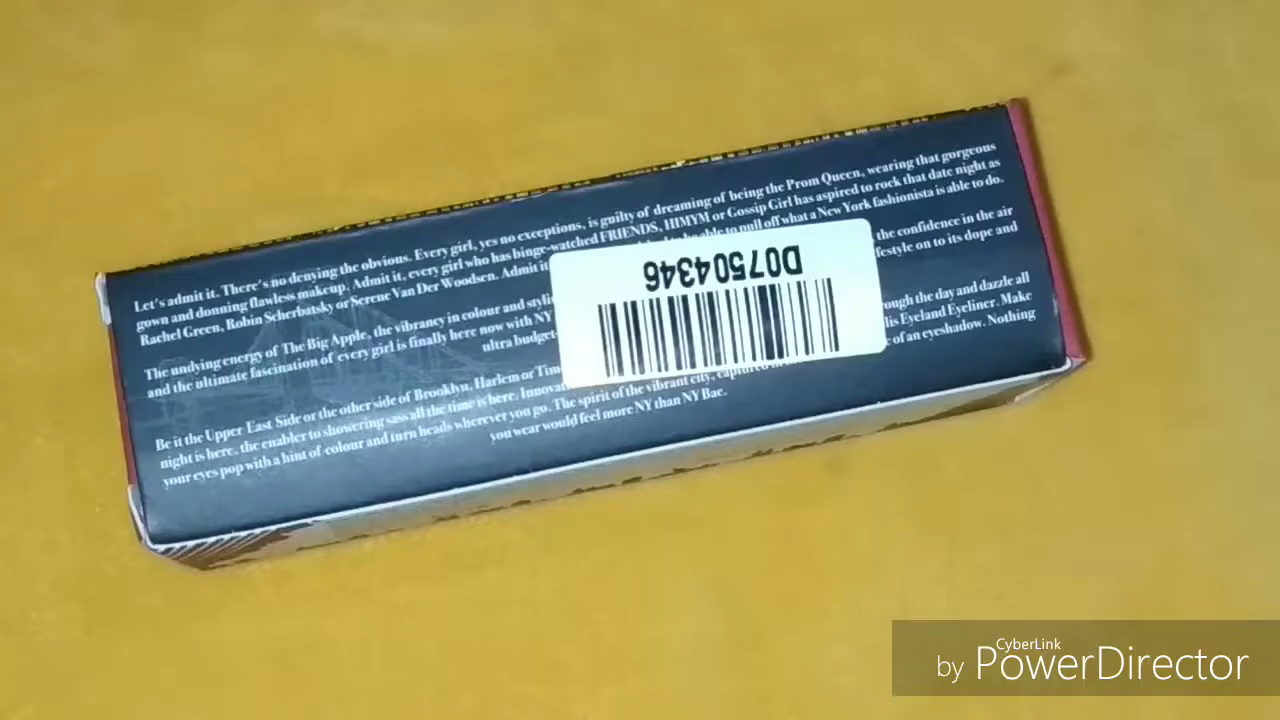 Let's admit it. There's no denying the obvious. Every girl, yes no exceptions, is guilty of dreaming of being the Prom Queen, wearing that gorgeous
gown and donning flawless makeup. Admit it, every girl who has binge-watched FRIENDS, HIMYM or Gossip Girl has aspired to rock that date night as
Rachel Green, Robin Scherbatsky or Serene Van Der Woodsen. Admit it to be able to pull off what a New York fashionista is able to do.
The undying energy of The Big Apple, the vibrancy in colour and the confidence in the air
and the ultimate fascination of every girl is finally here now with NY on to its dope and
ultra budget-
Be it the Upper East Side or the other side of Brooklyn, Harlem or through the day and dazzle all
night is here, the enabler to showering sass all the time is here. Eyeland Eyeliner. Make
your eyes pop with a hint of colour and turn heads wherever you go. The spirit of the vibrant city, of an eyeshadow. Nothing
you wear would feel more NY than NY Bae.
D07504346
CyberLink
by PowerDirector